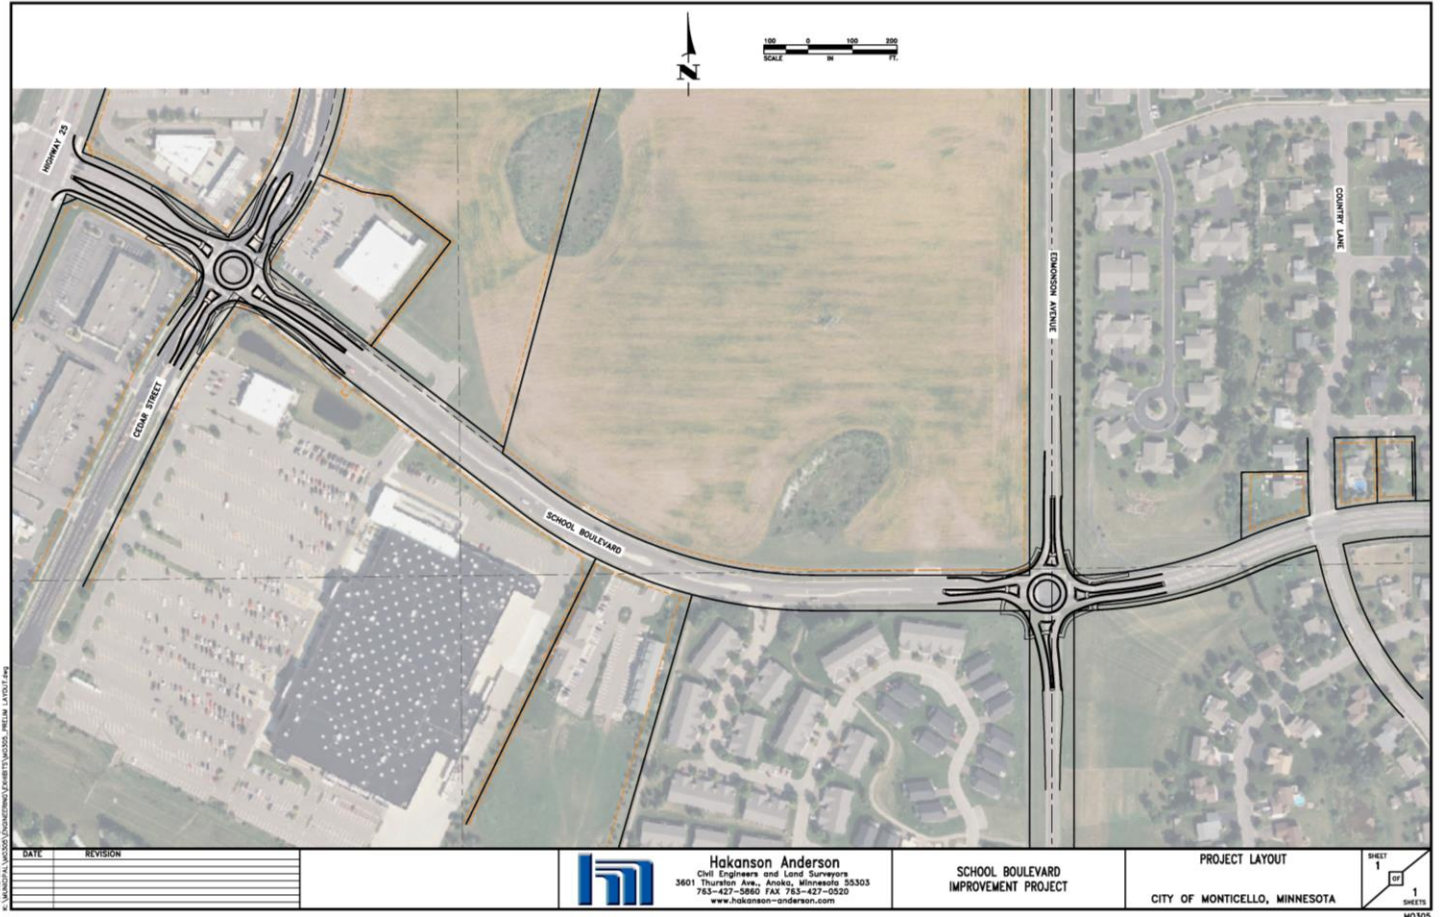 100 0 100 200
SCALE IN FT.
N
HIGHWAY 25
COUNTRY LANE
EDMONSON AVENUE
CEDAR STREET
SCHOOL BOULEVARD
DATE REVISION
Hakanson Anderson
Civil Engineers and Land Surveyors
3601 Thurston Ave., Anoka, Minnesota 55303
763-427-5860 FAX 763-427-0520
www.hakanson-anderson.com
SCHOOL BOULEVARD
IMPROVEMENT PROJECT
PROJECT LAYOUT
CITY OF MONTICELLO, MINNESOTA
SHEET
1
OF
1
SHEETS
MO305